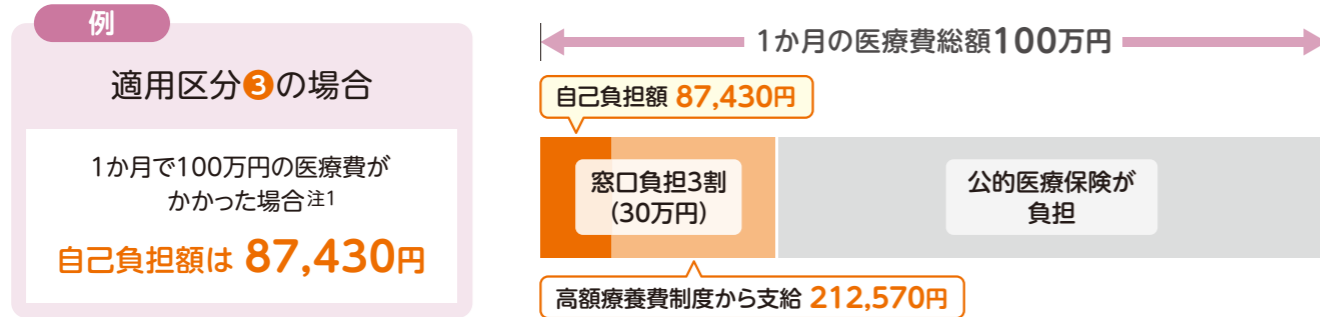 例
適用区分❸の場合
1か月で100万円の医療費が
かかった場合注1
自己負担額は 87,430円
1か月の医療費総額100万円
自己負担額 87,430円
窓口負担3割
(30万円)
公的医療保険が
負担
高額療養費制度から支給 212,570円